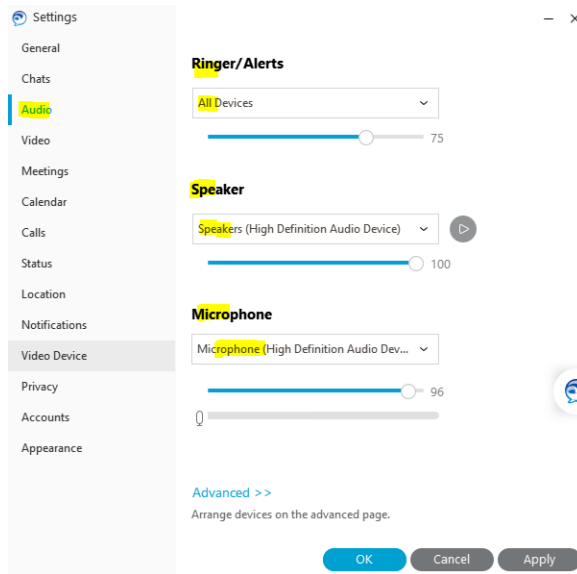 Settings
General
Chats
Audio
Video
Meetings
Calendar
Calls
Status
Location
Notifications
Video Device
Privacy
Accounts
Appearance
Ringer/Alerts
All Devices
75
Speaker
Speakers (High Definition Audio Device)
100
Microphone
Microphone (High Definition Audio Dev...
96
Advanced >>
Arrange devices on the advanced page.
OK Cancel Apply